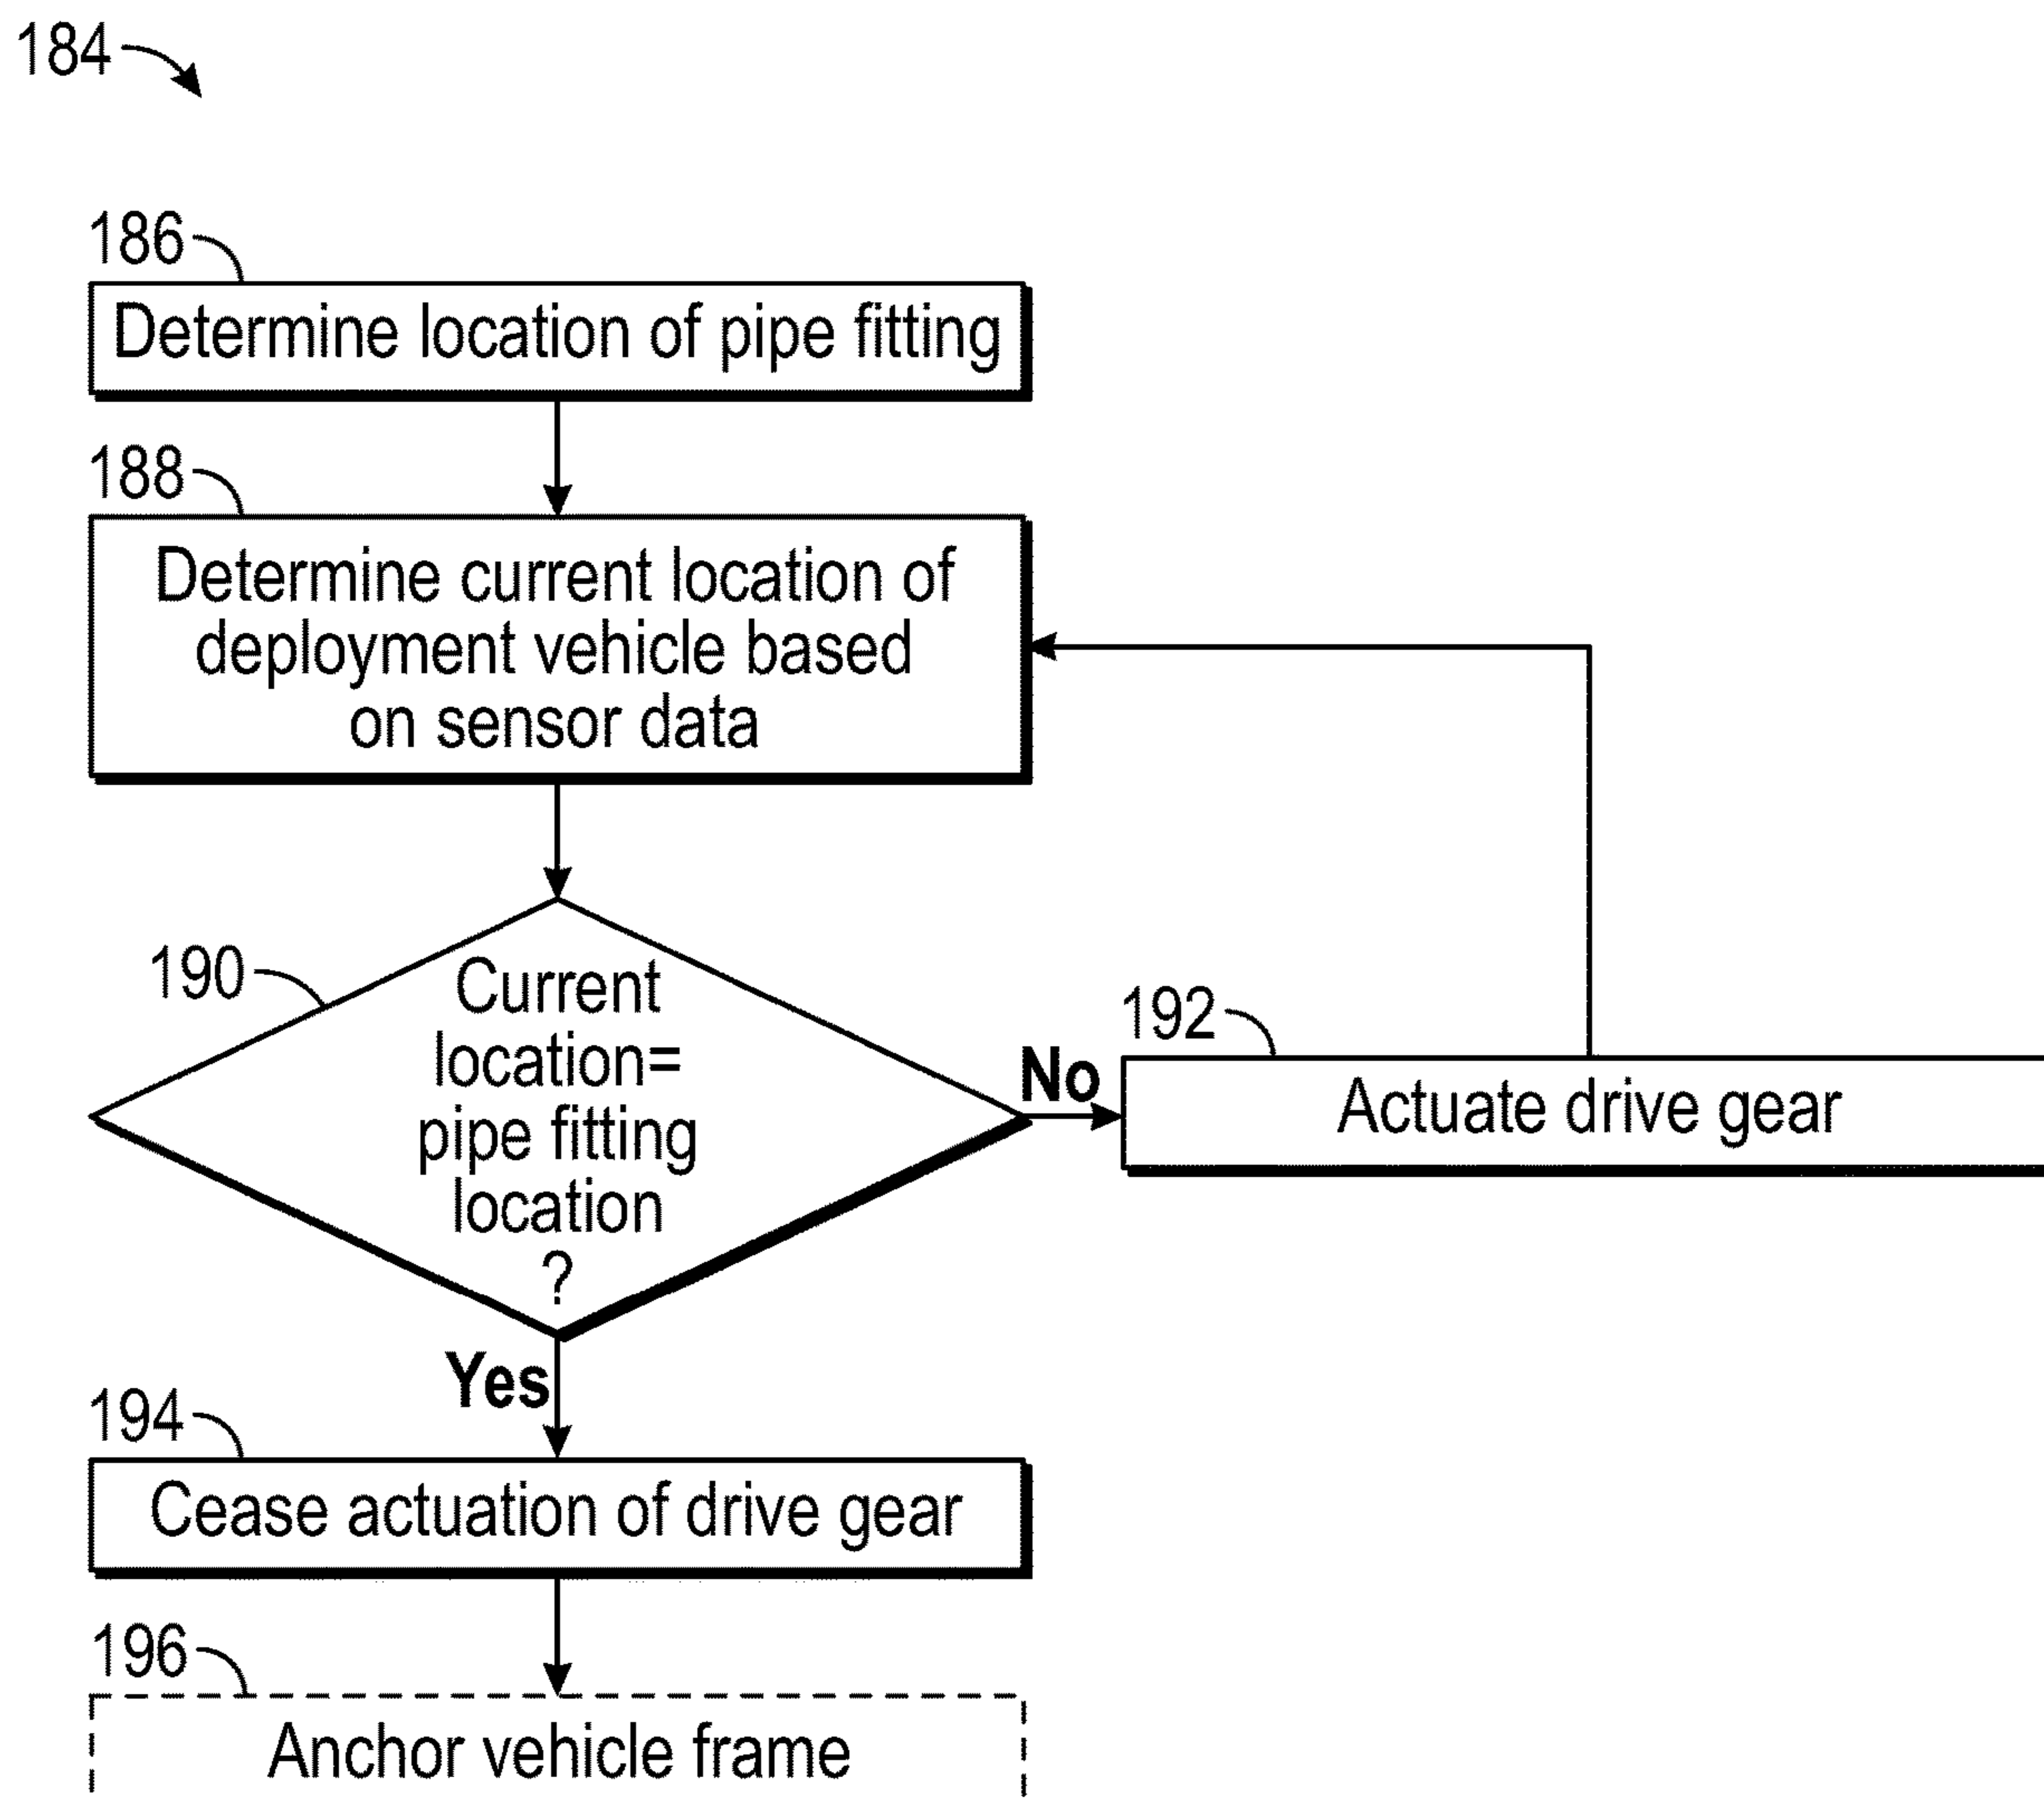 184
186
Determine location of pipe fitting
188
Determine current location of
deployment vehicle based
on sensor data
190
Current
location=
pipe fitting
location
?
No
192
Actuate drive gear
Yes
194
Cease actuation of drive gear
196
Anchor vehicle frame